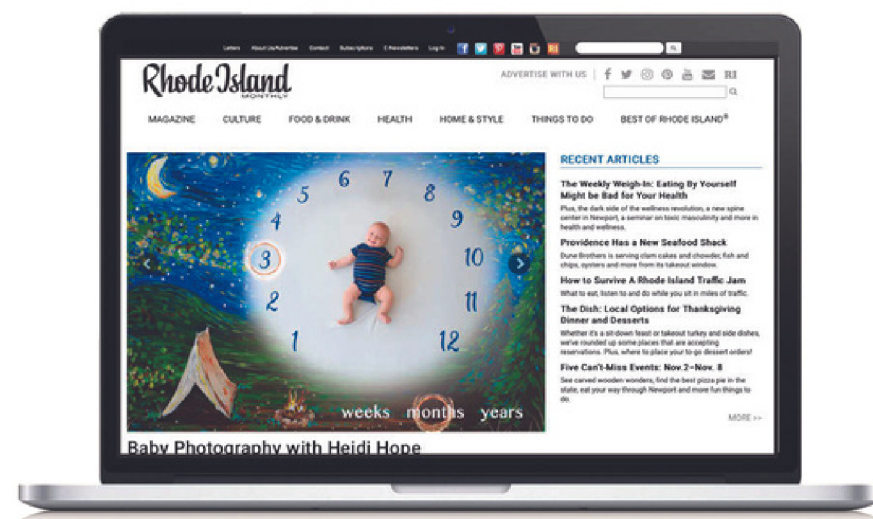 Letters About Us/Advertise Contact Subscriptions E-Newsletters Log In
RI
Rhode Island
MONTHLY
ADVERTISE WITH US | RI
MAGAZINE CULTURE FOOD & DRINK HEALTH HOME & STYLE THINGS TO DO BEST OF RHODE ISLAND®
1
2
3
4
5
6
7
8
9
10
11
12
weeks months years
Baby Photography with Heidi Hope
RECENT ARTICLES
The Weekly Weigh-In: Eating By Yourself
Might be Bad for Your Health
Plus, the dark side of the wellness revolution, a new spine
center in Newport, a seminar on toxic masculinity and more in
health and wellness.
Providence Has a New Seafood Shack
Dune Brothers is serving clam cakes and chowder, fish and
chips, oysters and more from its takeout window.
How to Survive A Rhode Island Traffic Jam
What to eat, listen to and do while you sit in miles of traffic.
The Dish: Local Options for Thanksgiving
Dinner and Desserts
Whether it's a sit-down feast or takeout turkey and side dishes,
we've rounded up some places that are accepting
reservations. Plus, where to place your to-go dessert orders!
Five Can't-Miss Events: Nov.2–Nov. 8
See carved wooden wonders, find the best pizza pie in the
state, eat your way through Newport and more fun things to
do.
MORE >>